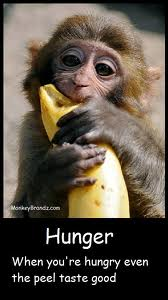 MonkeyBrandz.com
Hunger
When you're hungry even
the peel taste good